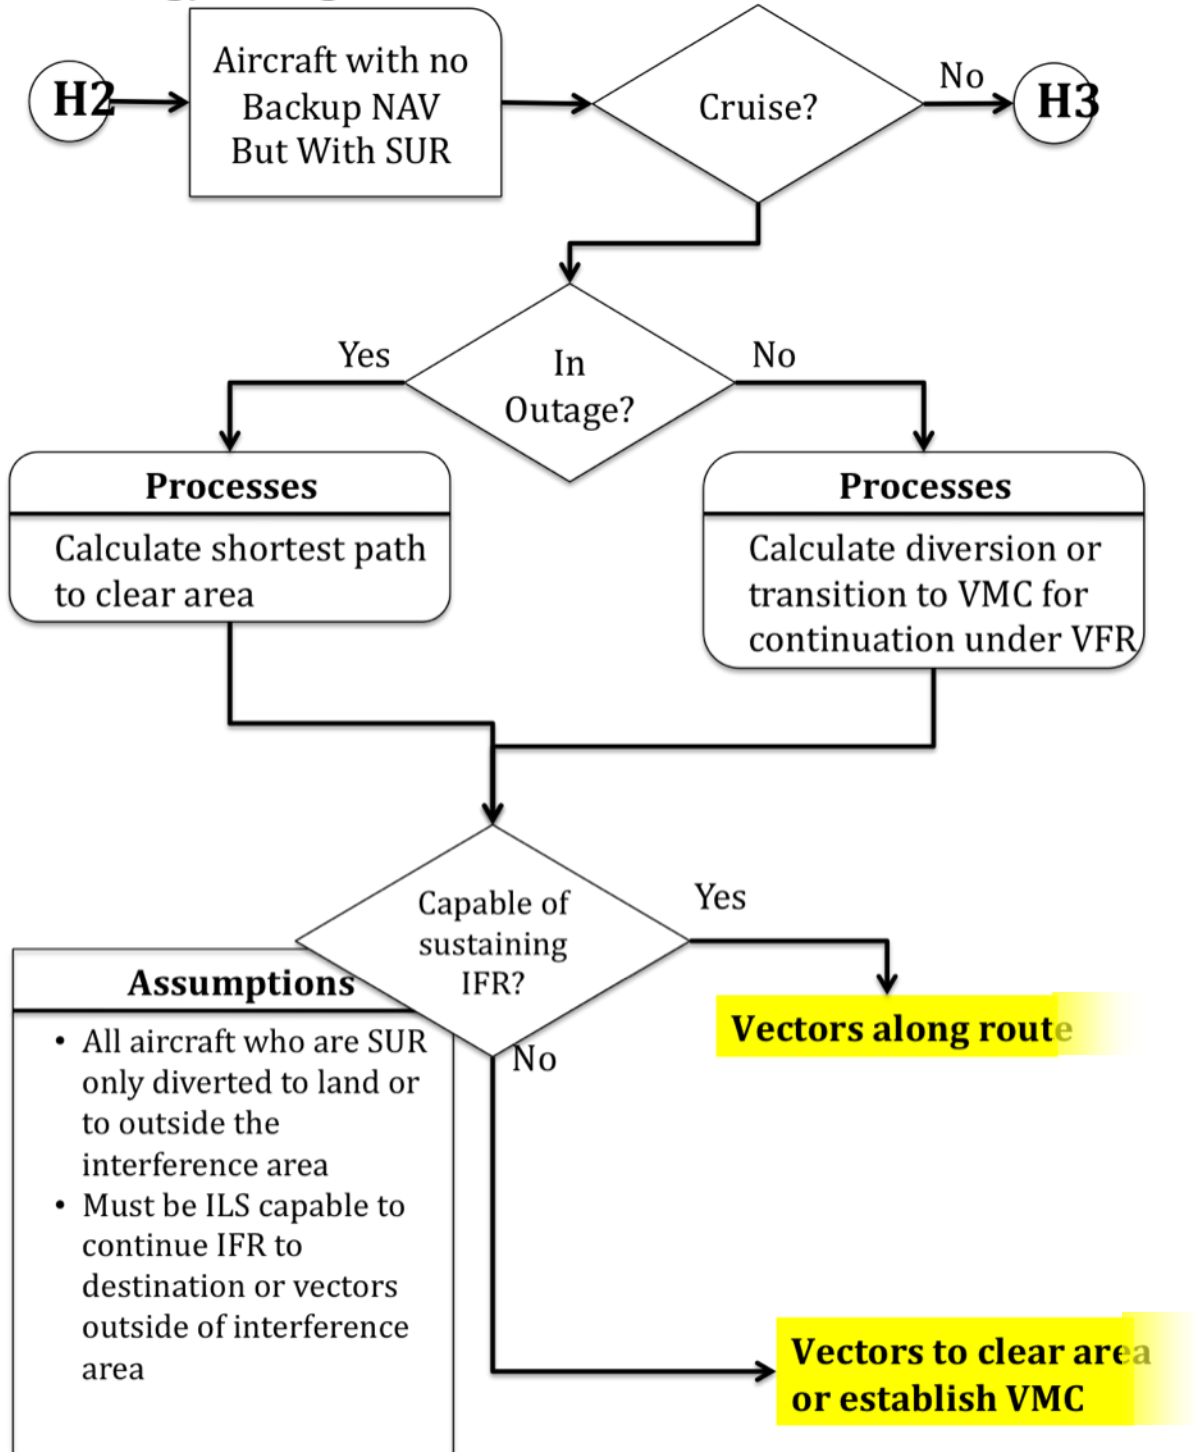 H2
Aircraft with no
Backup NAV
But With SUR
Cruise?
No
H3
In
Outage?
Yes
No
Processes
Calculate shortest path
to clear area
Processes
Calculate diversion or
transition to VMC for
continuation under VFR
Capable of
sustaining
IFR?
Yes
No
Vectors along route
Assumptions
• All aircraft who are SUR
only diverted to land or
to outside the
interference area
• Must be ILS capable to
continue IFR to
destination or vectors
outside of interference
area
Vectors to clear area
or establish VMC